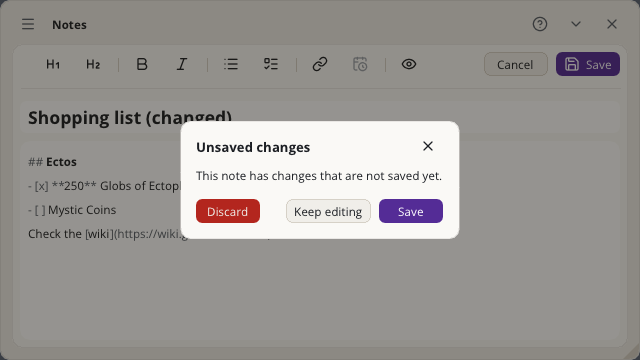 Notes
H1 H2 B I Cancel Save
Shopping list (changed)
## Ectos
- [x] **250** Globs of
- [ ] Mystic Coins
Check the [wiki](https://wiki.
Unsaved changes
This note has changes that are not saved yet.
Discard Keep editing Save